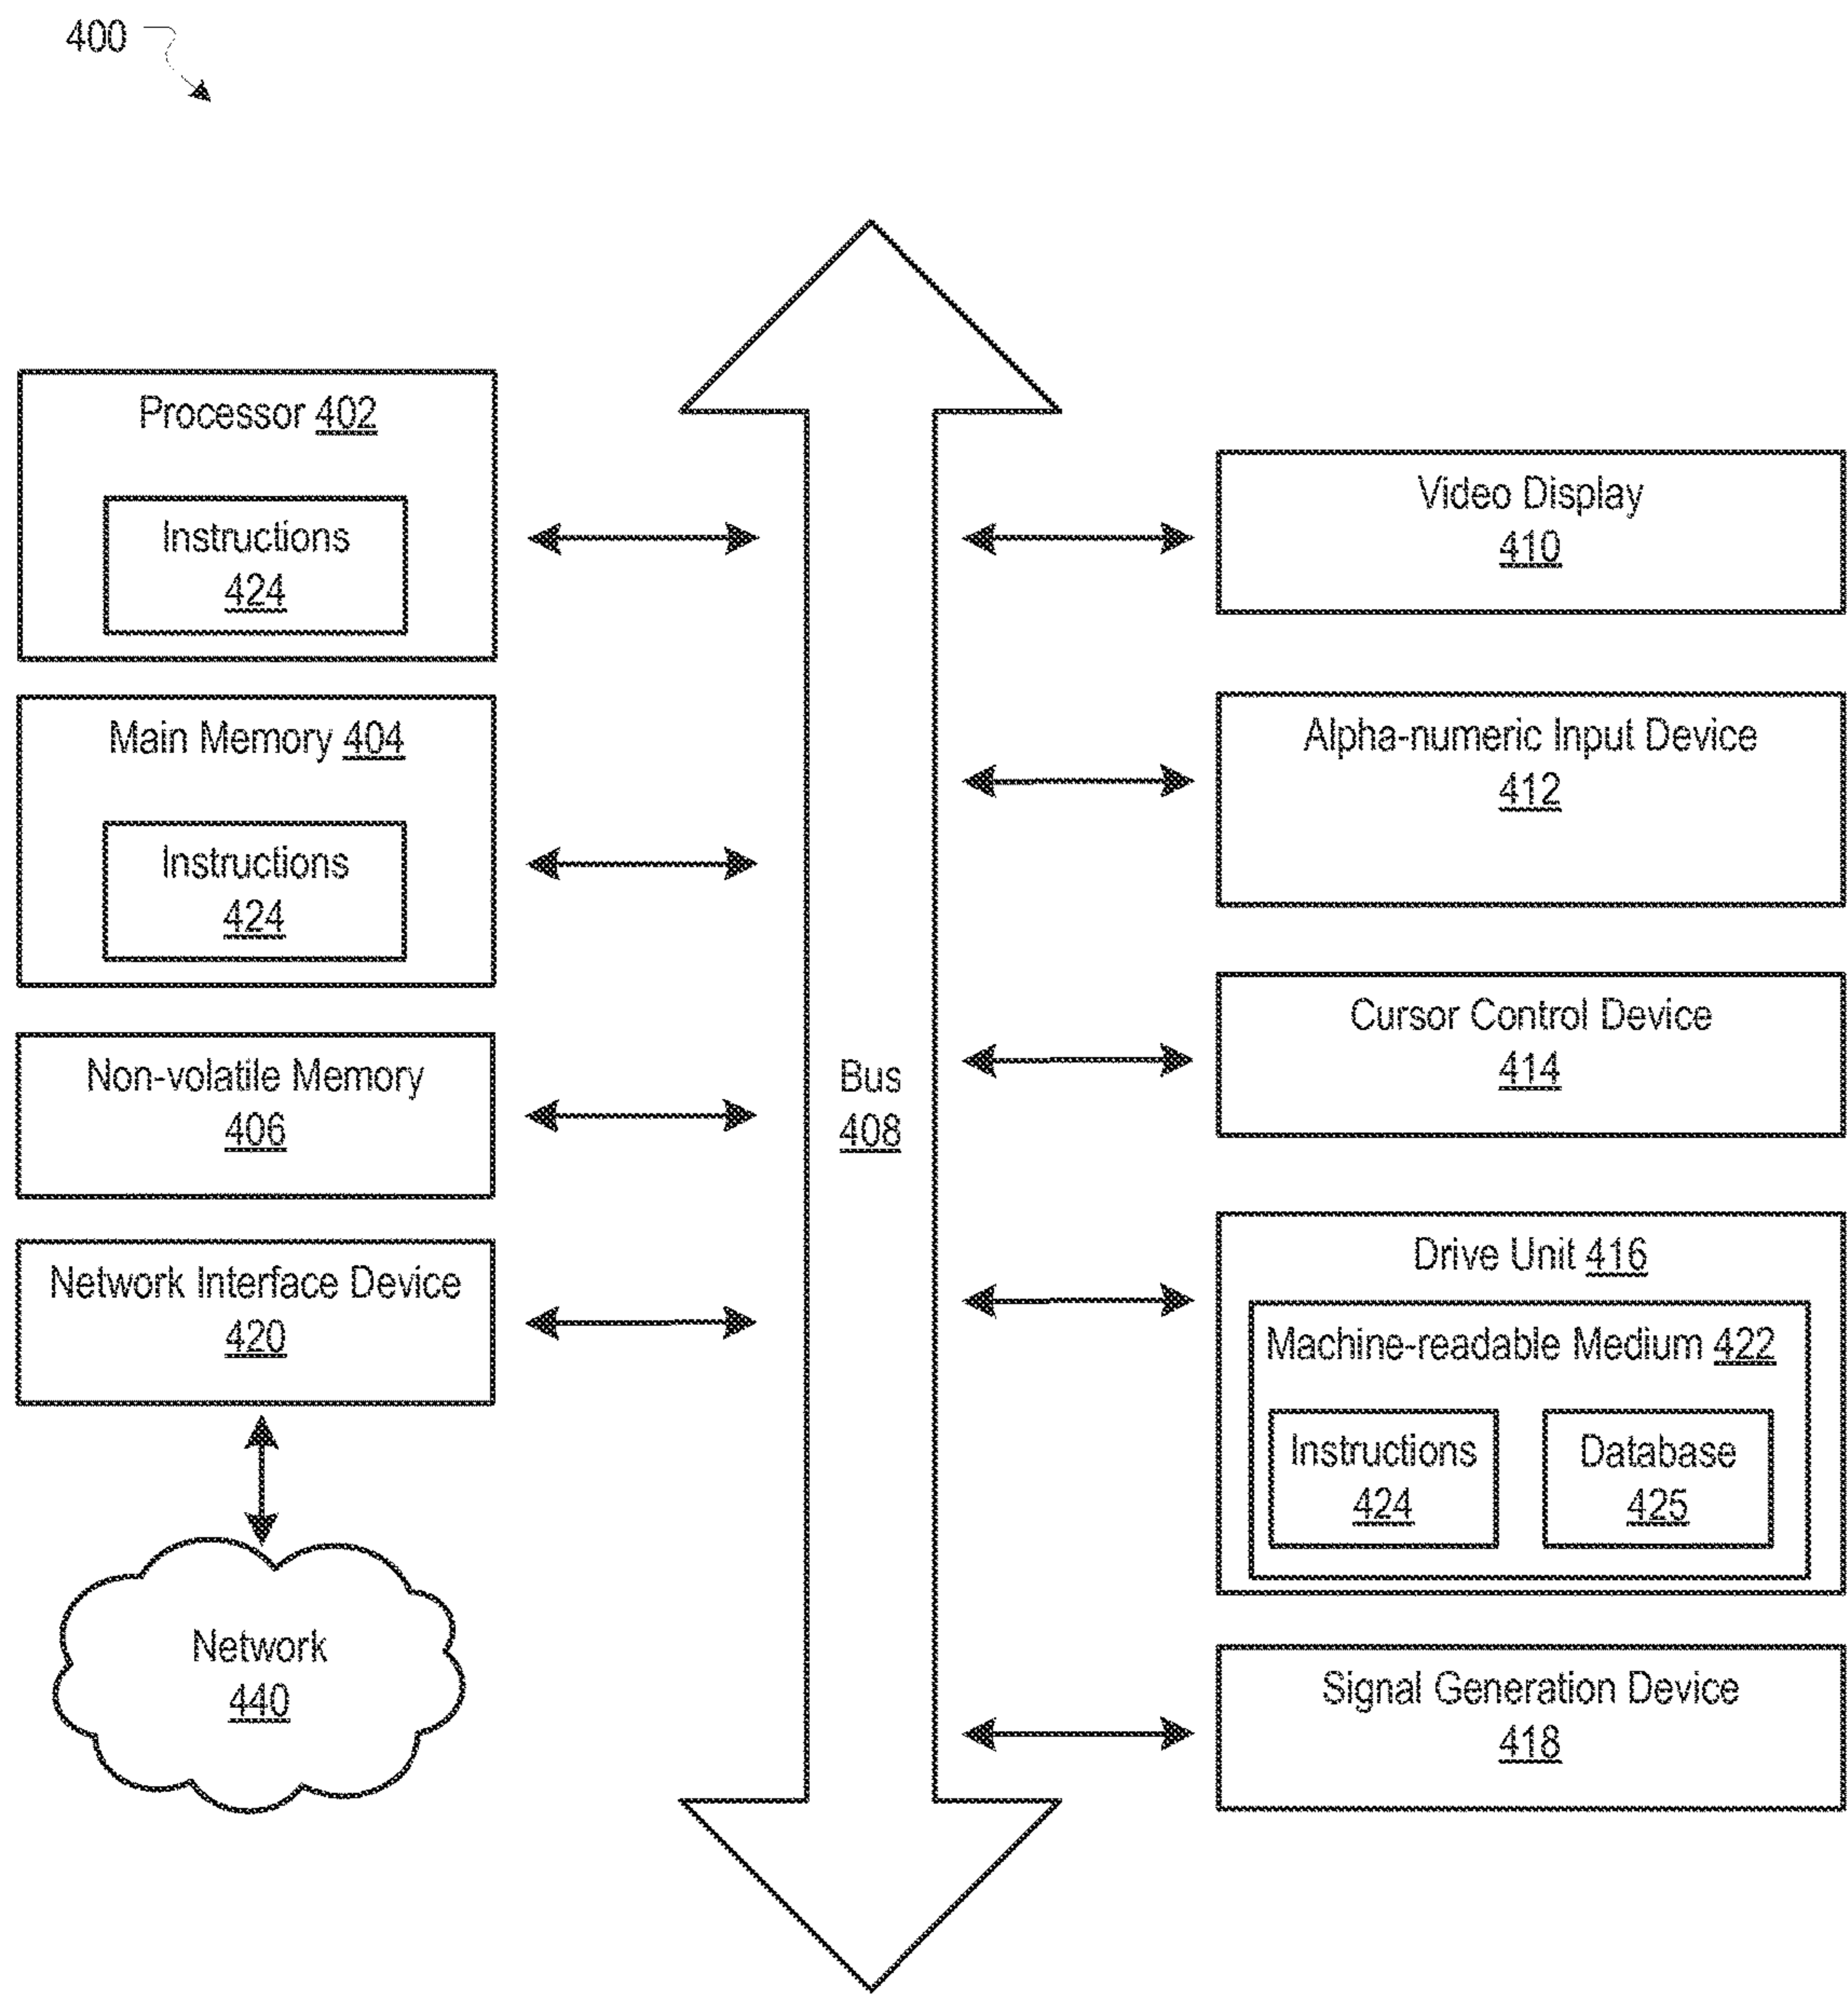 400
Processor 402
Instructions
424
Main Memory 404
Instructions
424
Non-volatile Memory
406
Network Interface Device
420
Network
440
Bus
408
Video Display
410
Alpha-numeric Input Device
412
Cursor Control Device
414
Drive Unit 416
Machine-readable Medium 422
Instructions
424
Database
425
Signal Generation Device
418